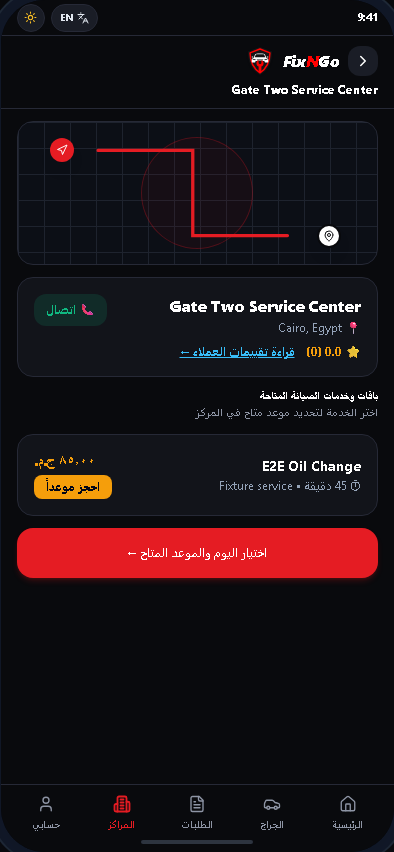 9:41
EN
FixNGo
Gate Two Service Center
Gate Two Service Center
اتصال
Cairo, Egypt
0.0 (0) قراءة تقييمات العملاء ←
باقات وخدمات الصيانة المتاحة
اختر الخدمة لتحديد موعد متاح في المركز
E2E Oil Change
٨٥٫٠٠ ج.م.
45 دقيقة • Fixture service
احجز موعداً
اختيار اليوم والموعد المتاح ←
الرئيسية
الجراج
الطلبات
المراكز
حسابي